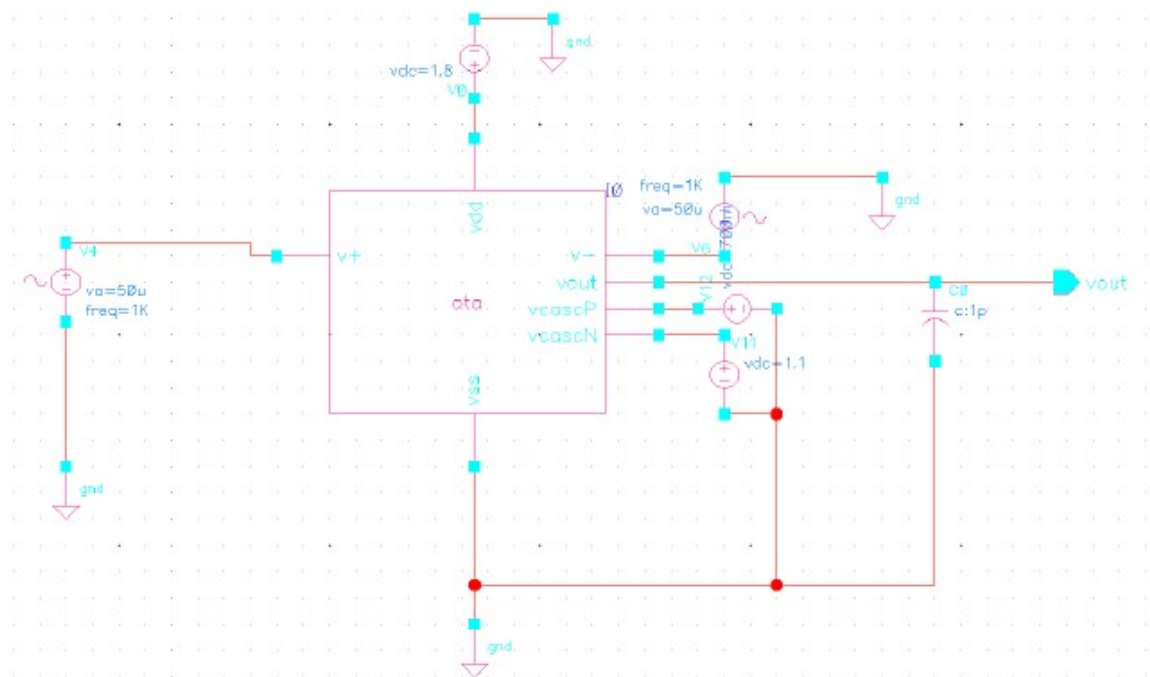 gnd
vdc=1.8
V0
I0
freq=1K
va=50u
gnd
vdd
V4
v+
v-
V6
va=50u
freq=1K
vout
V12
C0
vout
c:1p
ota
vcascP
vcascN
V11
vdc=1.1
vss
gnd
gnd